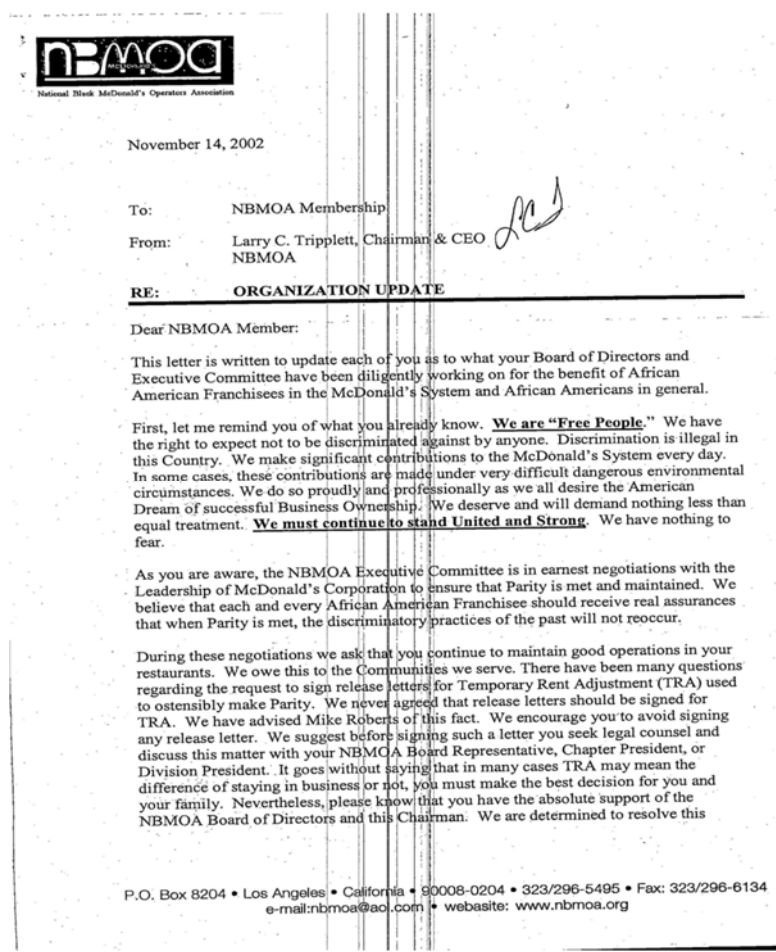 nBMOA
McDONALD'S
National Black McDonald's Operators Association
November 14, 2002
To: NBMOA Membership
From: Larry C. Tripplett, Chairman & CEO LCT
NBMOA
RE: ORGANIZATION UPDATE
Dear NBMOA Member:
This letter is written to update each of you as to what your Board of Directors and
Executive Committee have been diligently working on for the benefit of African
American Franchisees in the McDonald's System and African Americans in general.
First, let me remind you of what you already know. We are “Free People.” We have
the right to expect not to be discriminated against by anyone. Discrimination is illegal in
this Country. We make significant contributions to the McDonald's System every day.
In some cases, these contributions are made under very difficult dangerous environmental
circumstances. We do so proudly and professionally as we all desire the American
Dream of successful Business Ownership. We deserve and will demand nothing less than
equal treatment. We must continue to stand United and Strong. We have nothing to
fear.
As you are aware, the NBMOA Executive Committee is in earnest negotiations with the
Leadership of McDonald's Corporation to ensure that Parity is met and maintained. We
believe that each and every African American Franchisee should receive real assurances
that when Parity is met, the discriminatory practices of the past will not reoccur.
During these negotiations we ask that you continue to maintain good operations in your
restaurants. We owe this to the Communities we serve. There have been many questions
regarding the request to sign release letters for Temporary Rent Adjustment (TRA) used
to ostensibly make Parity. We never agreed that release letters should be signed for
TRA. We have advised Mike Roberts of this fact. We encourage you to avoid signing
any release letter. We suggest before signing such a letter you seek legal counsel and
discuss this matter with your NBMOA Board Representative, Chapter President, or
Division President. It goes without saying that in many cases TRA may mean the
difference of staying in business or not, you must make the best decision for you and
your family. Nevertheless, please know that you have the absolute support of the
NBMOA Board of Directors and this Chairman. We are determined to resolve this
P.O. Box 8204 • Los Angeles • California • 90008-0204 • 323/296-5495 • Fax: 323/296-6134
e-mail:nbmoa@aol.com • webasite: www.nbmoa.org